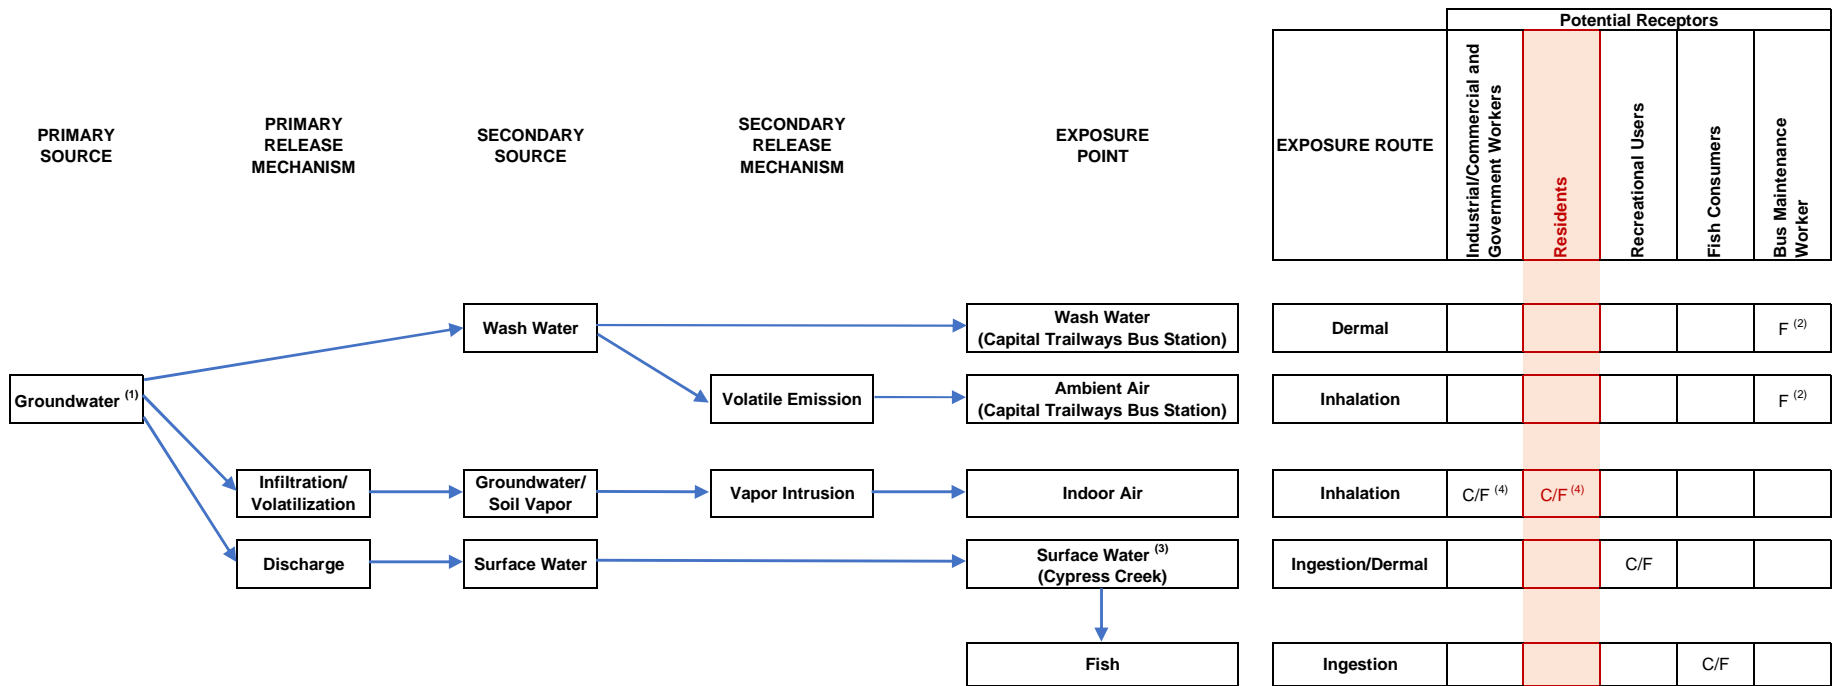 Potential Receptors
PRIMARY
SOURCE
PRIMARY
RELEASE
MECHANISM
SECONDARY
SOURCE
SECONDARY
RELEASE
MECHANISM
EXPOSURE
POINT
EXPOSURE ROUTE
Industrial/Commercial and
Government Workers
Residents
Recreational Users
Fish Consumers
Bus Maintenance
Worker
Wash Water
Wash Water
(Capital Trailways Bus Station)
Dermal
F (2)
Groundwater (1)
Volatile Emission
Ambient Air
(Capital Trailways Bus Station)
Inhalation
F (2)
Infiltration/
Volatilization
Groundwater/
Soil Vapor
Vapor Intrusion
Indoor Air
Inhalation
C/F (4)
C/F (4)
Discharge
Surface Water
Surface Water (3)
(Cypress Creek)
Ingestion/Dermal
C/F
Fish
Ingestion
C/F